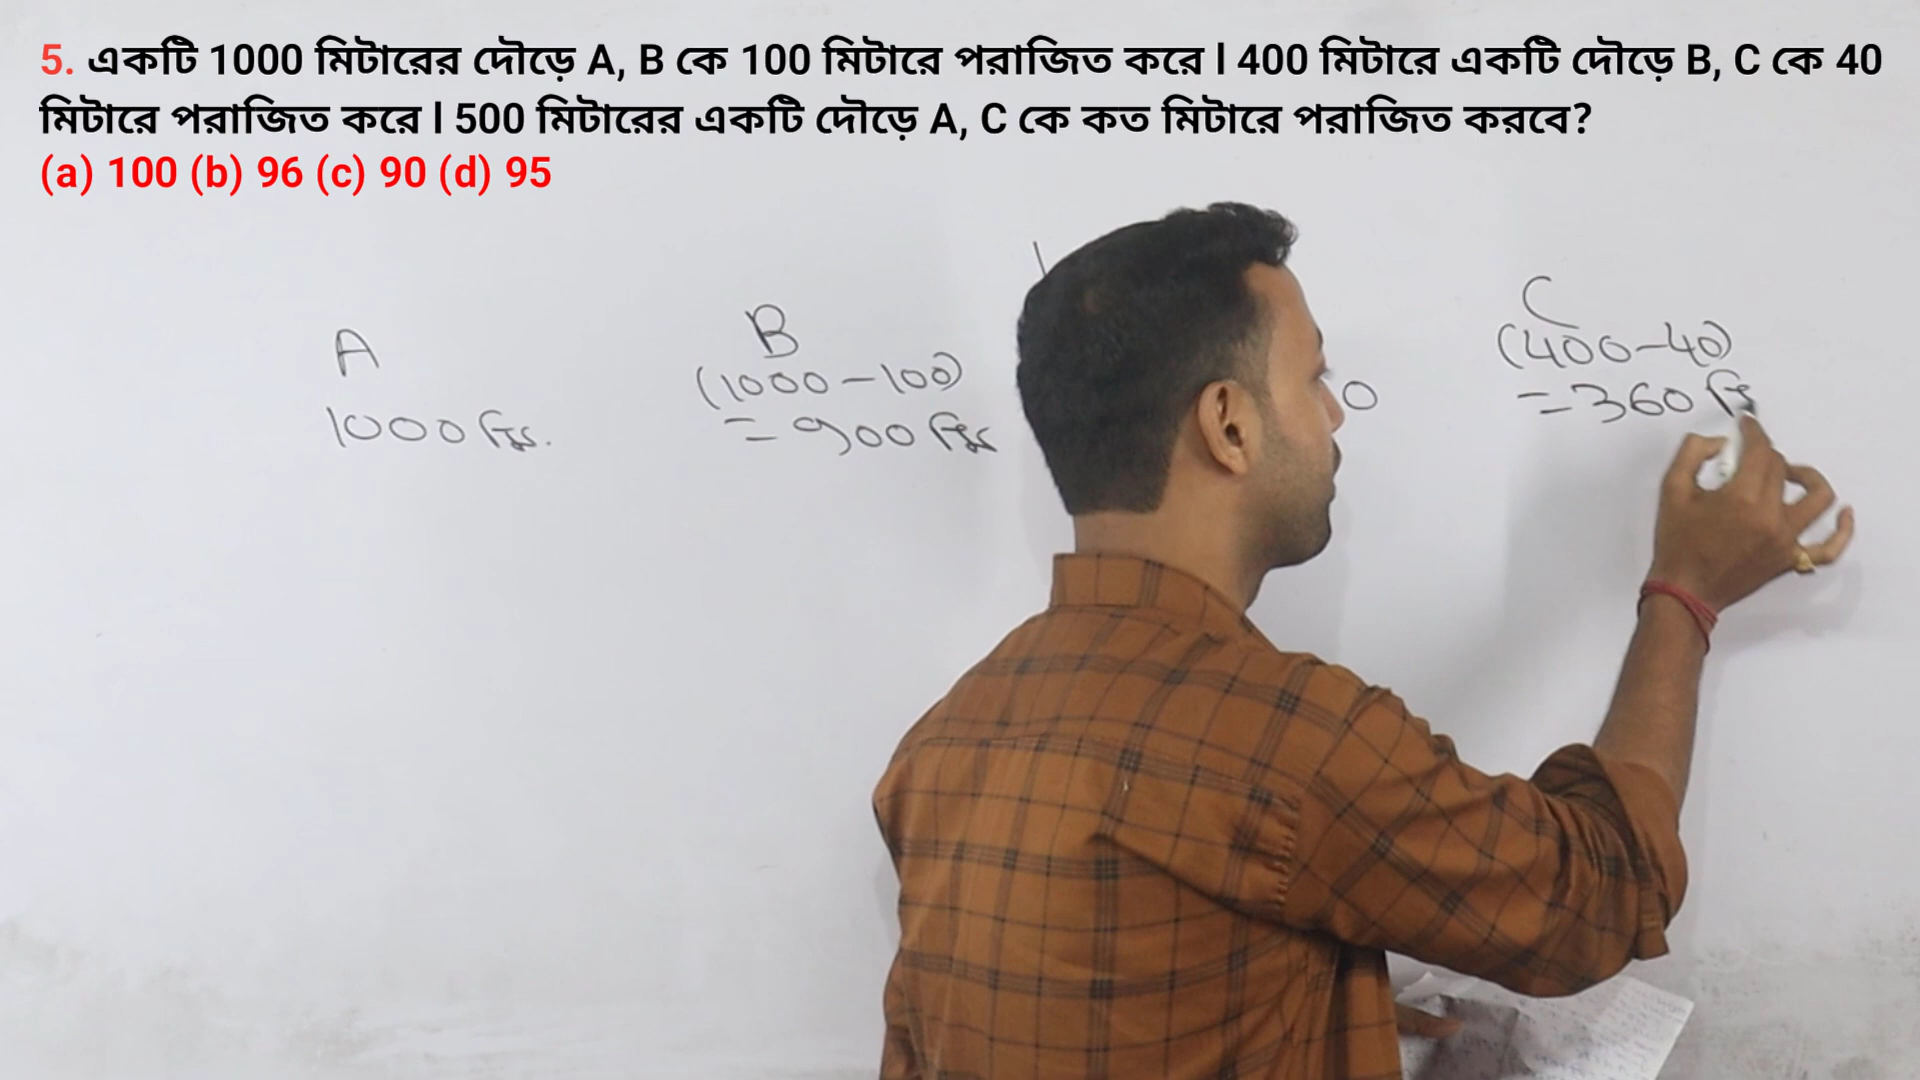 5. একটি 1000 মিটারের দৌড়ে A, B কে 100 মিটারে পরাজিত করে l 400 মিটারে একটি দৌড়ে B, C কে 40
মিটারে পরাজিত করে l 500 মিটারের একটি দৌড়ে A, C কে কত মিটারে পরাজিত করবে?
(a) 100 (b) 96 (c) 90 (d) 95
A
1000 মিঃ.
B
(1000-100)
= 900 মিঃ
0
C
(400-40)
= 360